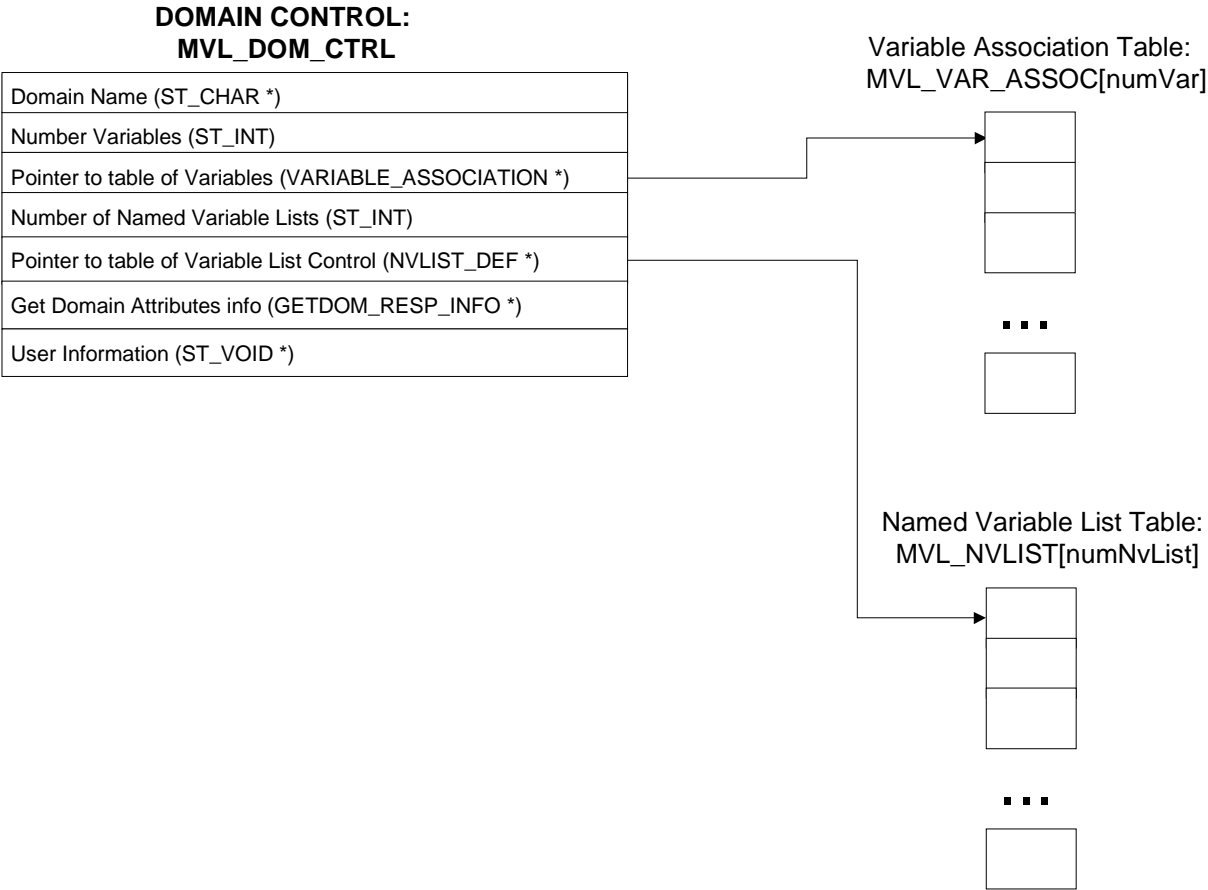 DOMAIN CONTROL:
MVL_DOM_CTRL
Domain Name (ST_CHAR *)
Number Variables (ST_INT)
Pointer to table of Variables (VARIABLE_ASSOCIATION *)
Number of Named Variable Lists (ST_INT)
Pointer to table of Variable List Control (NVLIST_DEF *)
Get Domain Attributes info (GETDOM_RESP_INFO *)
User Information (ST_VOID *)
Variable Association Table:
MVL_VAR_ASSOC[numVar]
...
Named Variable List Table:
MVL_NVLIST[numNvList]
...